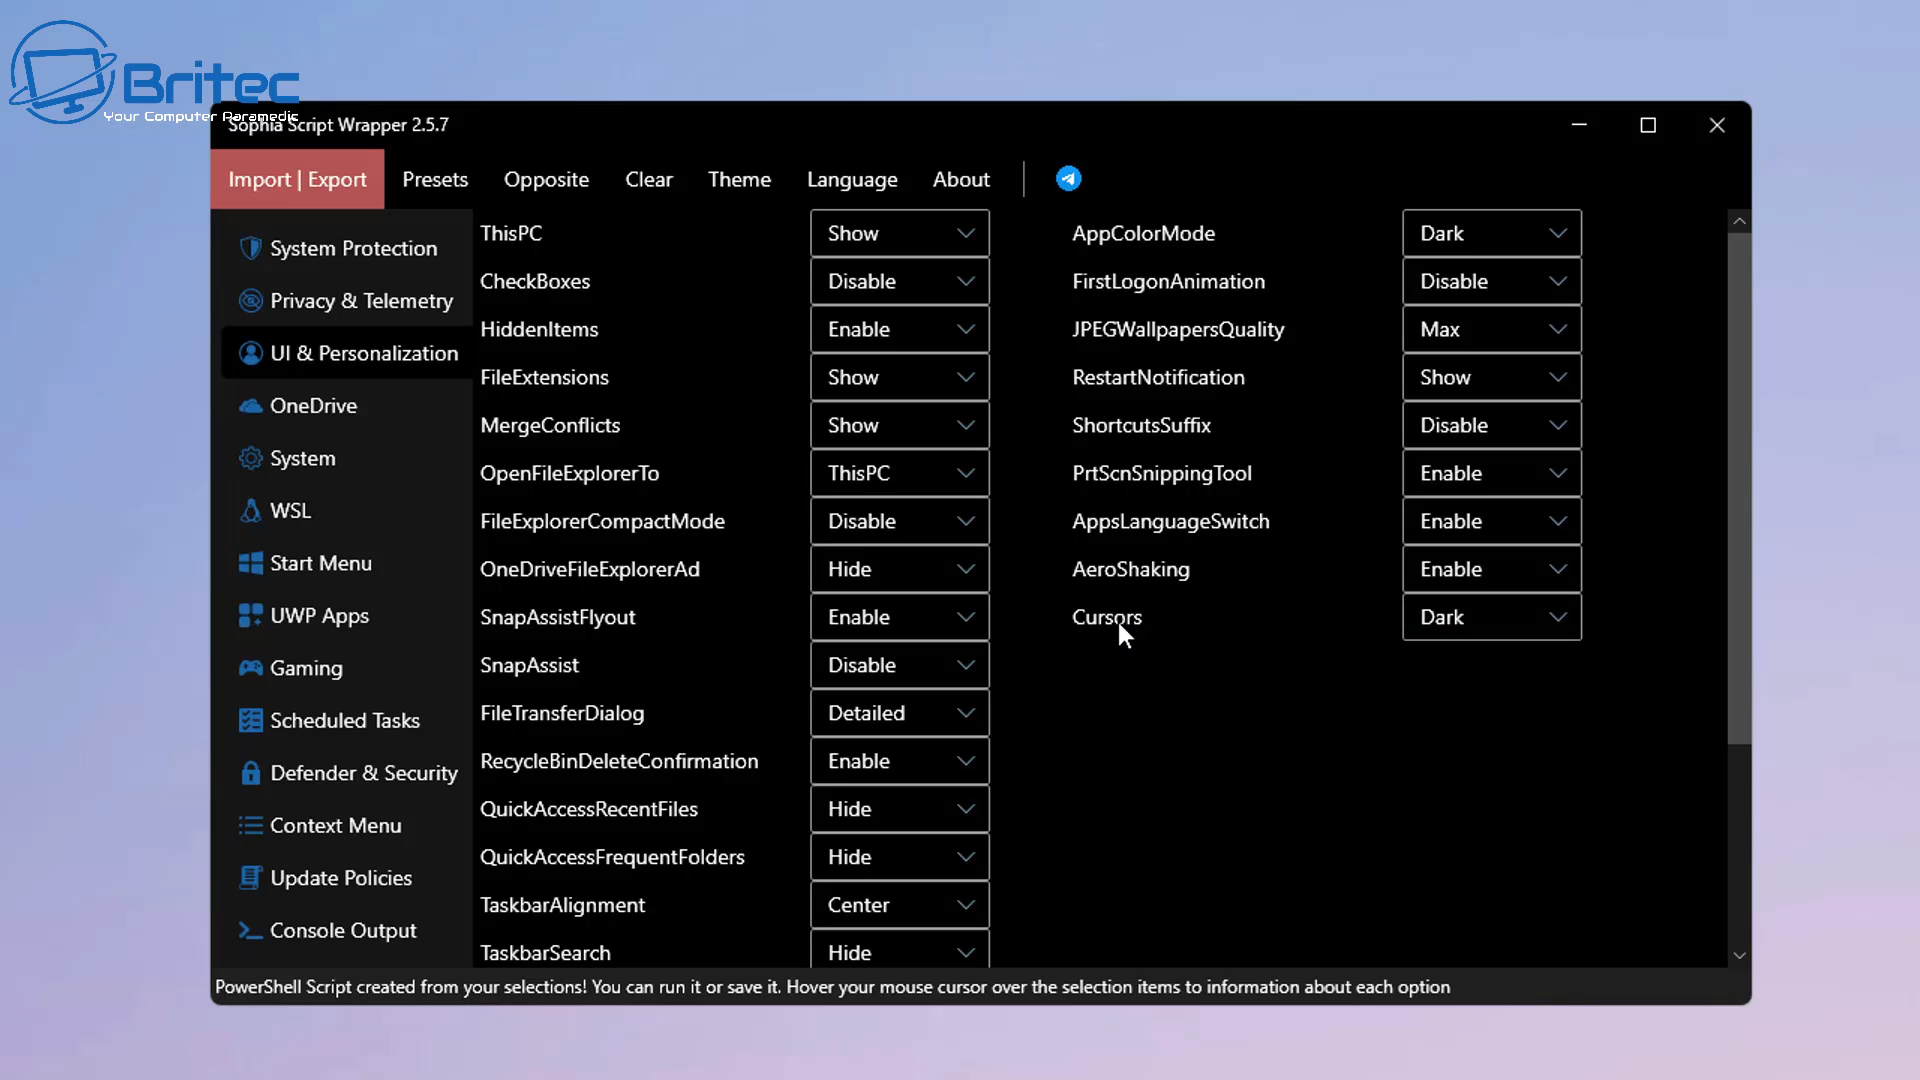 Britec
Your Computer Paramedic
Sophia Script Wrapper 2.5.7
Import | Export
Presets
Opposite
Clear
Theme
Language
About
System Protection
Privacy & Telemetry
UI & Personalization
OneDrive
System
WSL
Start Menu
UWP Apps
Gaming
Scheduled Tasks
Defender & Security
Context Menu
Update Policies
Console Output
ThisPC Show
CheckBoxes Disable
HiddenItems Enable
FileExtensions Show
MergeConflicts Show
OpenFileExplorerTo ThisPC
FileExplorerCompactMode Disable
OneDriveFileExplorerAd Hide
SnapAssistFlyout Enable
SnapAssist Disable
FileTransferDialog Detailed
RecycleBinDeleteConfirmation Enable
QuickAccessRecentFiles Hide
QuickAccessFrequentFolders Hide
TaskbarAlignment Center
TaskbarSearch Hide
AppColorMode Dark
FirstLogonAnimation Disable
JPEGWallpapersQuality Max
RestartNotification Show
ShortcutsSuffix Disable
PrtScnSnippingTool Enable
AppsLanguageSwitch Enable
AeroShaking Enable
Cursors Dark
PowerShell Script created from your selections! You can run it or save it. Hover your mouse cursor over the selection items to information about each option